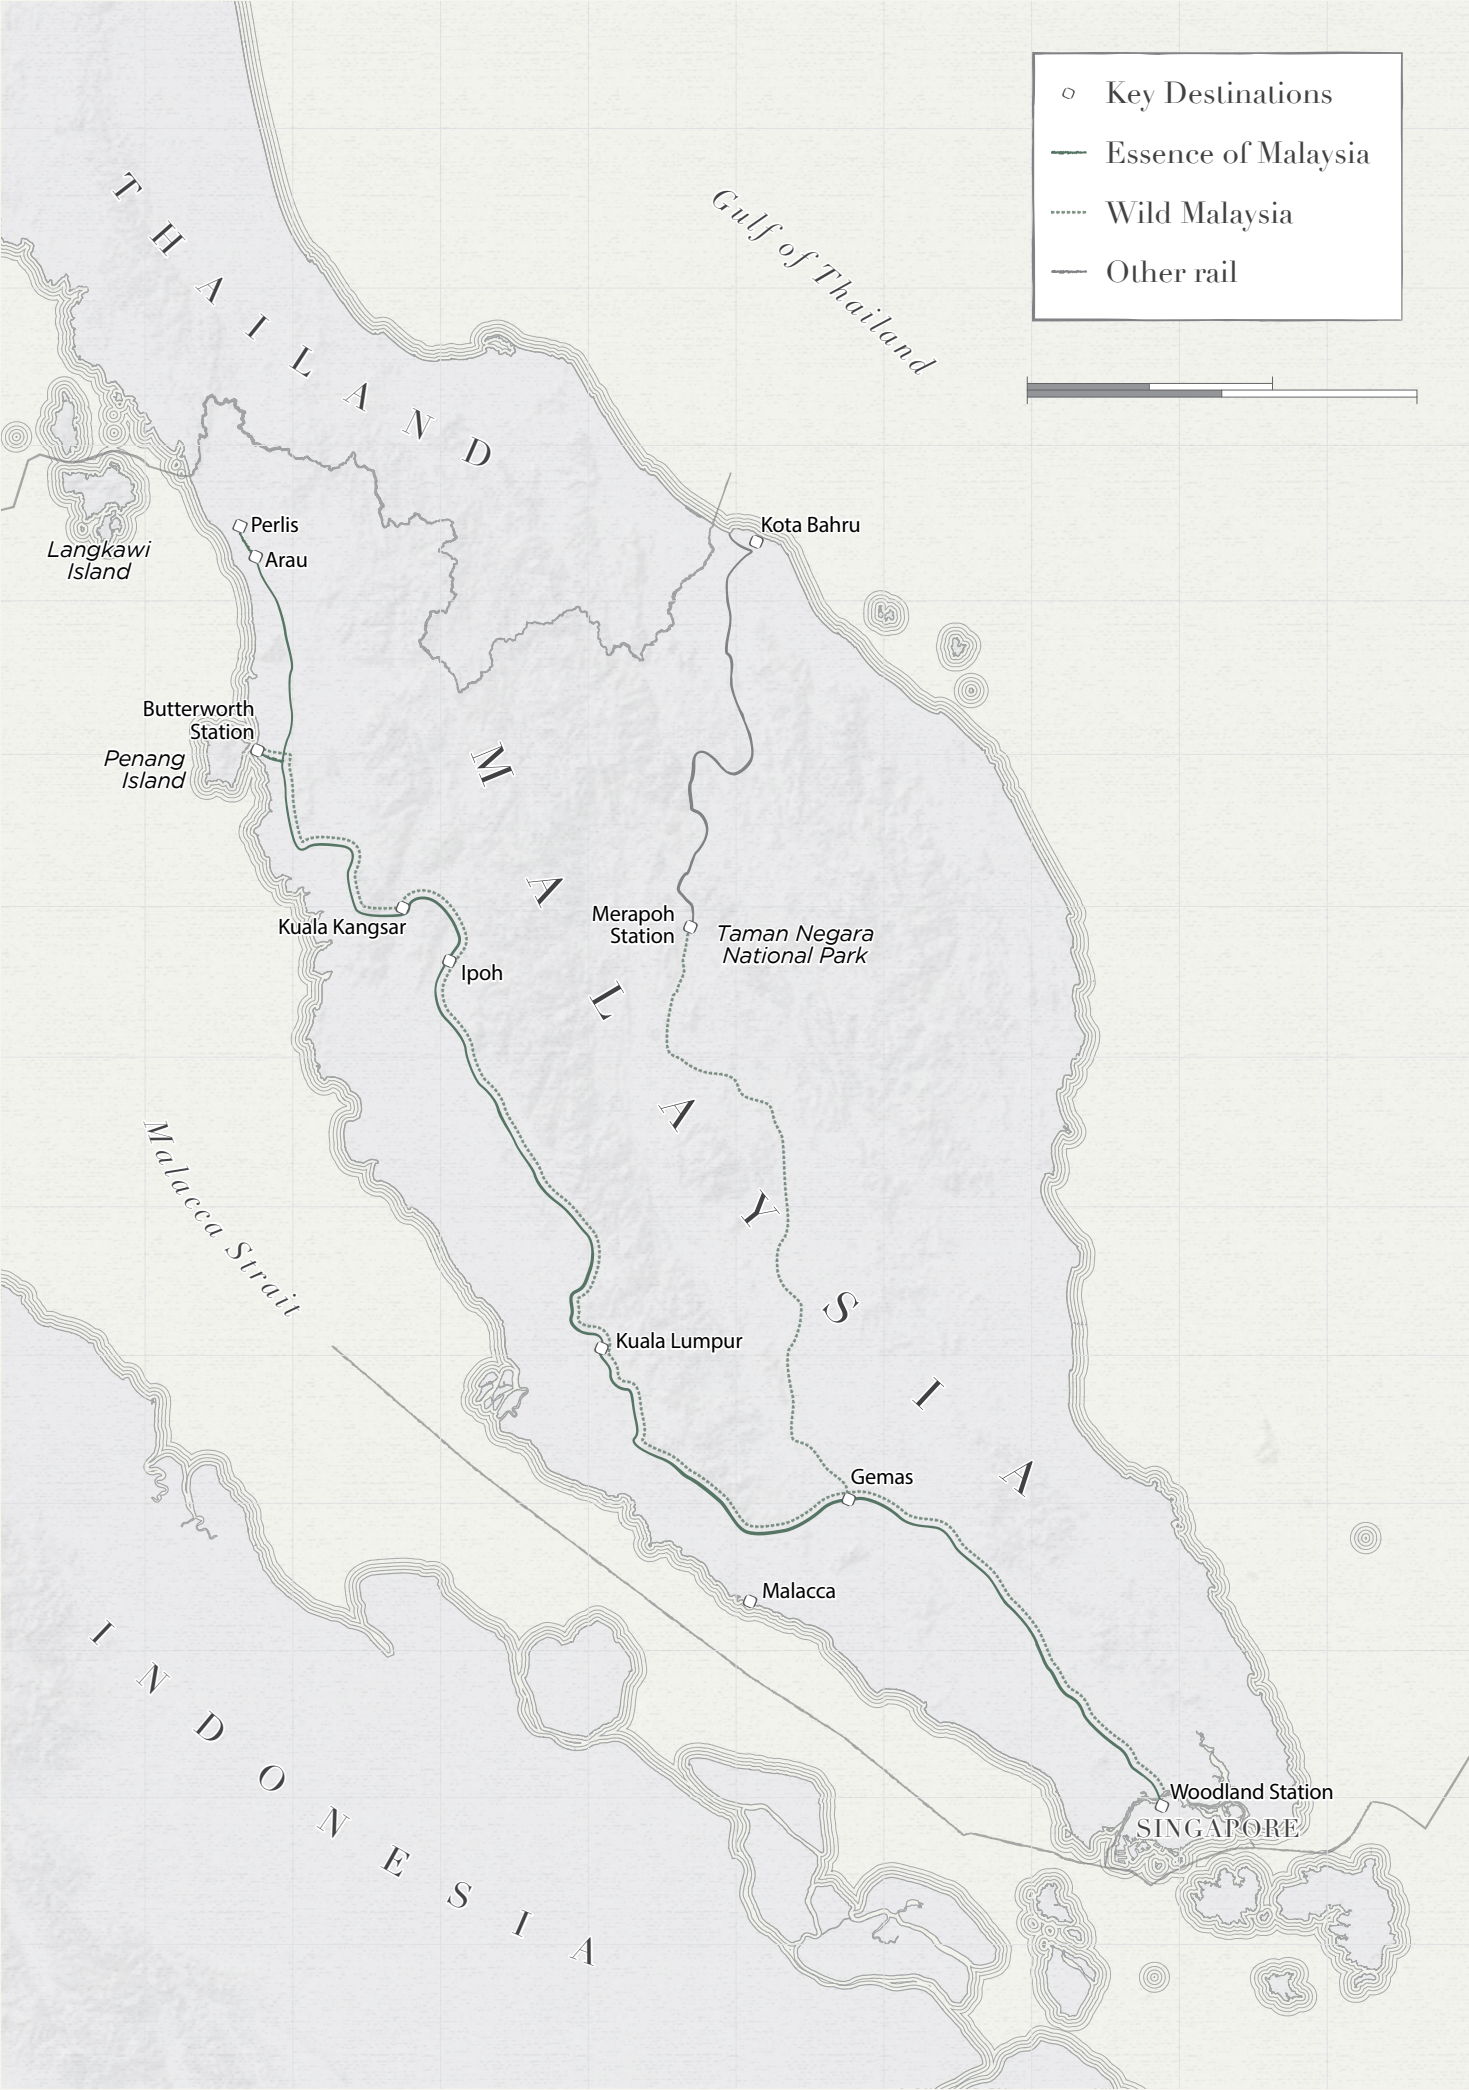 Key Destinations
Essence of Malaysia
Wild Malaysia
Other rail
THAILAND
Gulf of Thailand
Perlis
Arau
Kota Bahru
Langkawi
Island
Butterworth
Station
Penang
Island
MALAYSIA
Kuala Kangsar
Ipoh
Merapoh
Station
Taman Negara
National Park
Malacca Strait
Kuala Lumpur
Gemas
Malacca
INDONESIA
Woodland Station
SINGAPORE